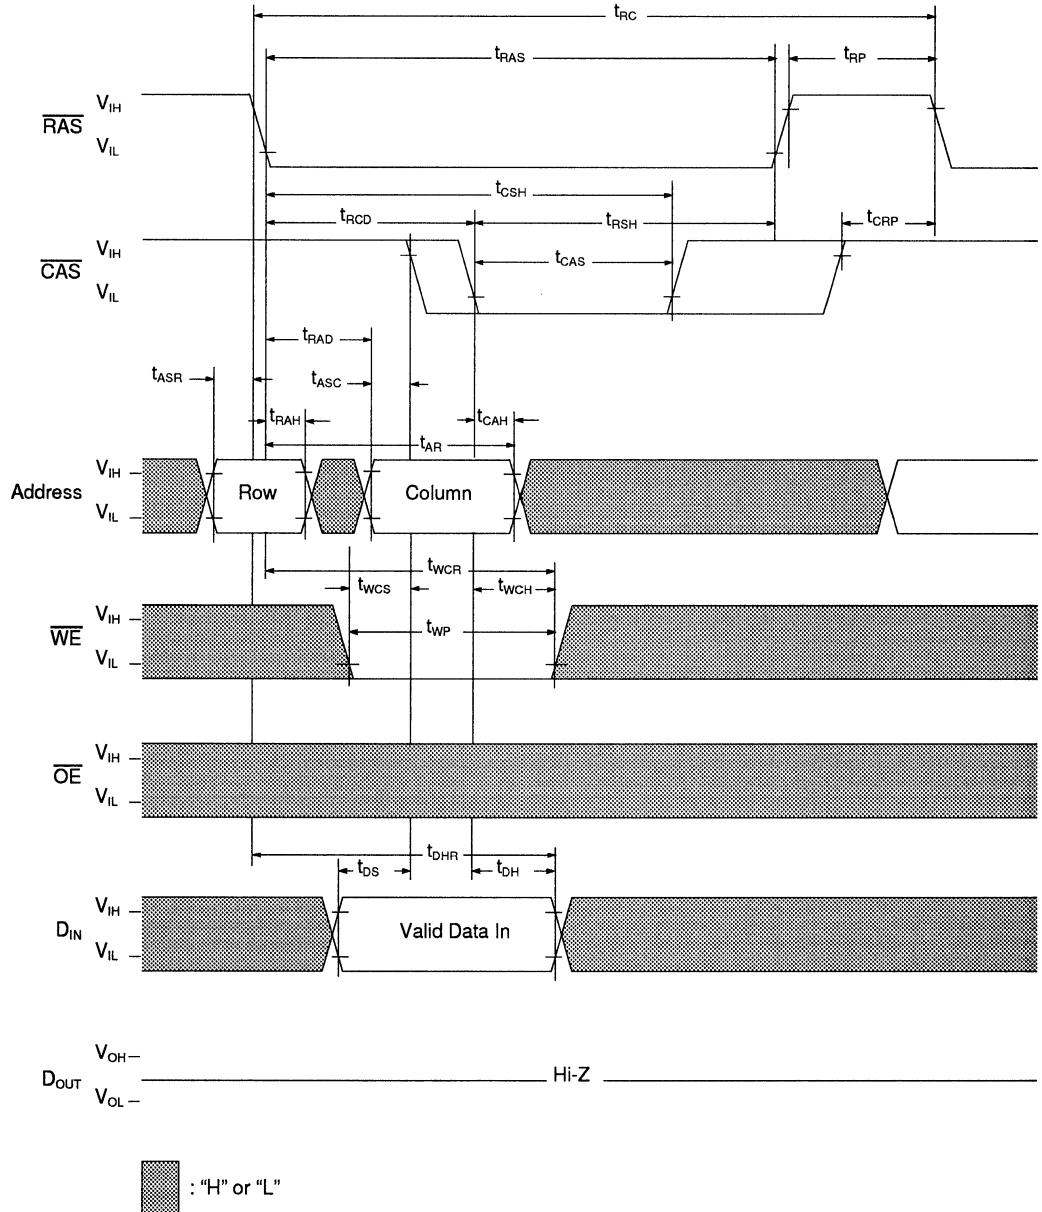 tRC
tRAS
tRP
RAS
VIH
VIL
tCSH
tRCD
tRSH
tCRP
CAS
VIH
VIL
tCAS
tRAD
tASR
tASC
tRAH
tCAH
tAR
Address
VIH
VIL
Row
Column
tWCR
tWCS
tWCH
WE
VIH
VIL
tWP
OE
VIH
VIL
tDHR
tDS
tDH
DIN
VIH
VIL
Valid Data In
DOUT
VOH
VOL
Hi-Z
: “H” or “L”